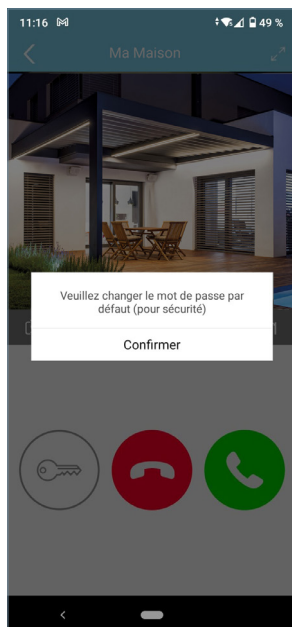 11:16 49 %
Ma Maison
Veuillez changer le mot de passe par
défaut (pour sécurité)
Confirmer